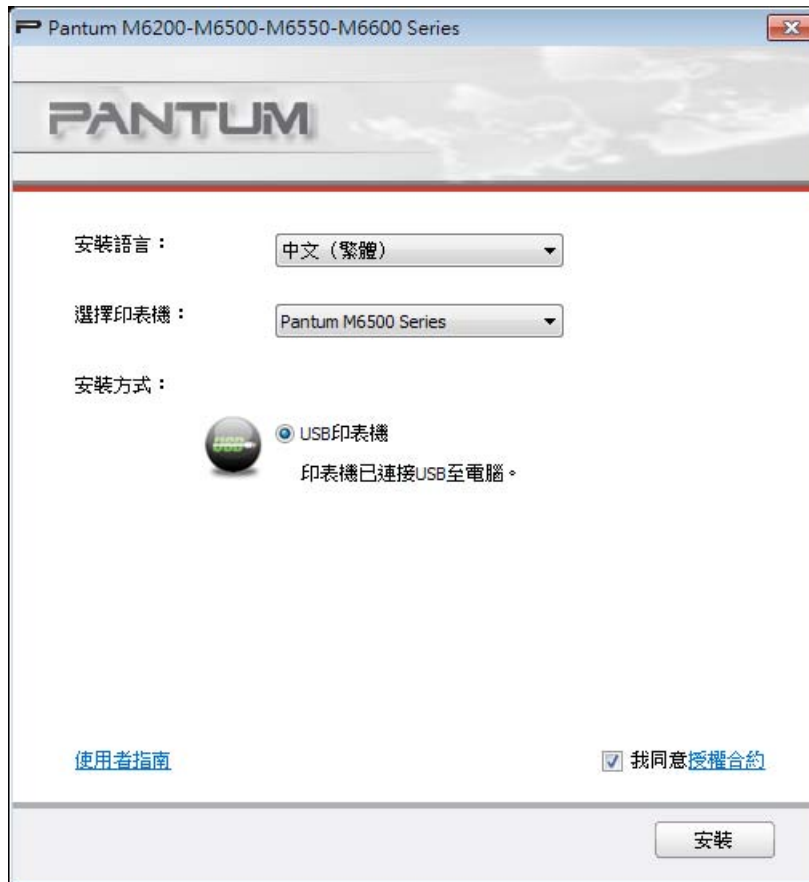 Pantum M6200-M6500-M6550-M6600 Series
PANTUM
安裝語言：
中文（繁體）
選擇印表機：
Pantum M6500 Series
安裝方式：
USB
USB印表機
印表機已連接USB至電腦。
使用者指南
我同意授權合約
安裝